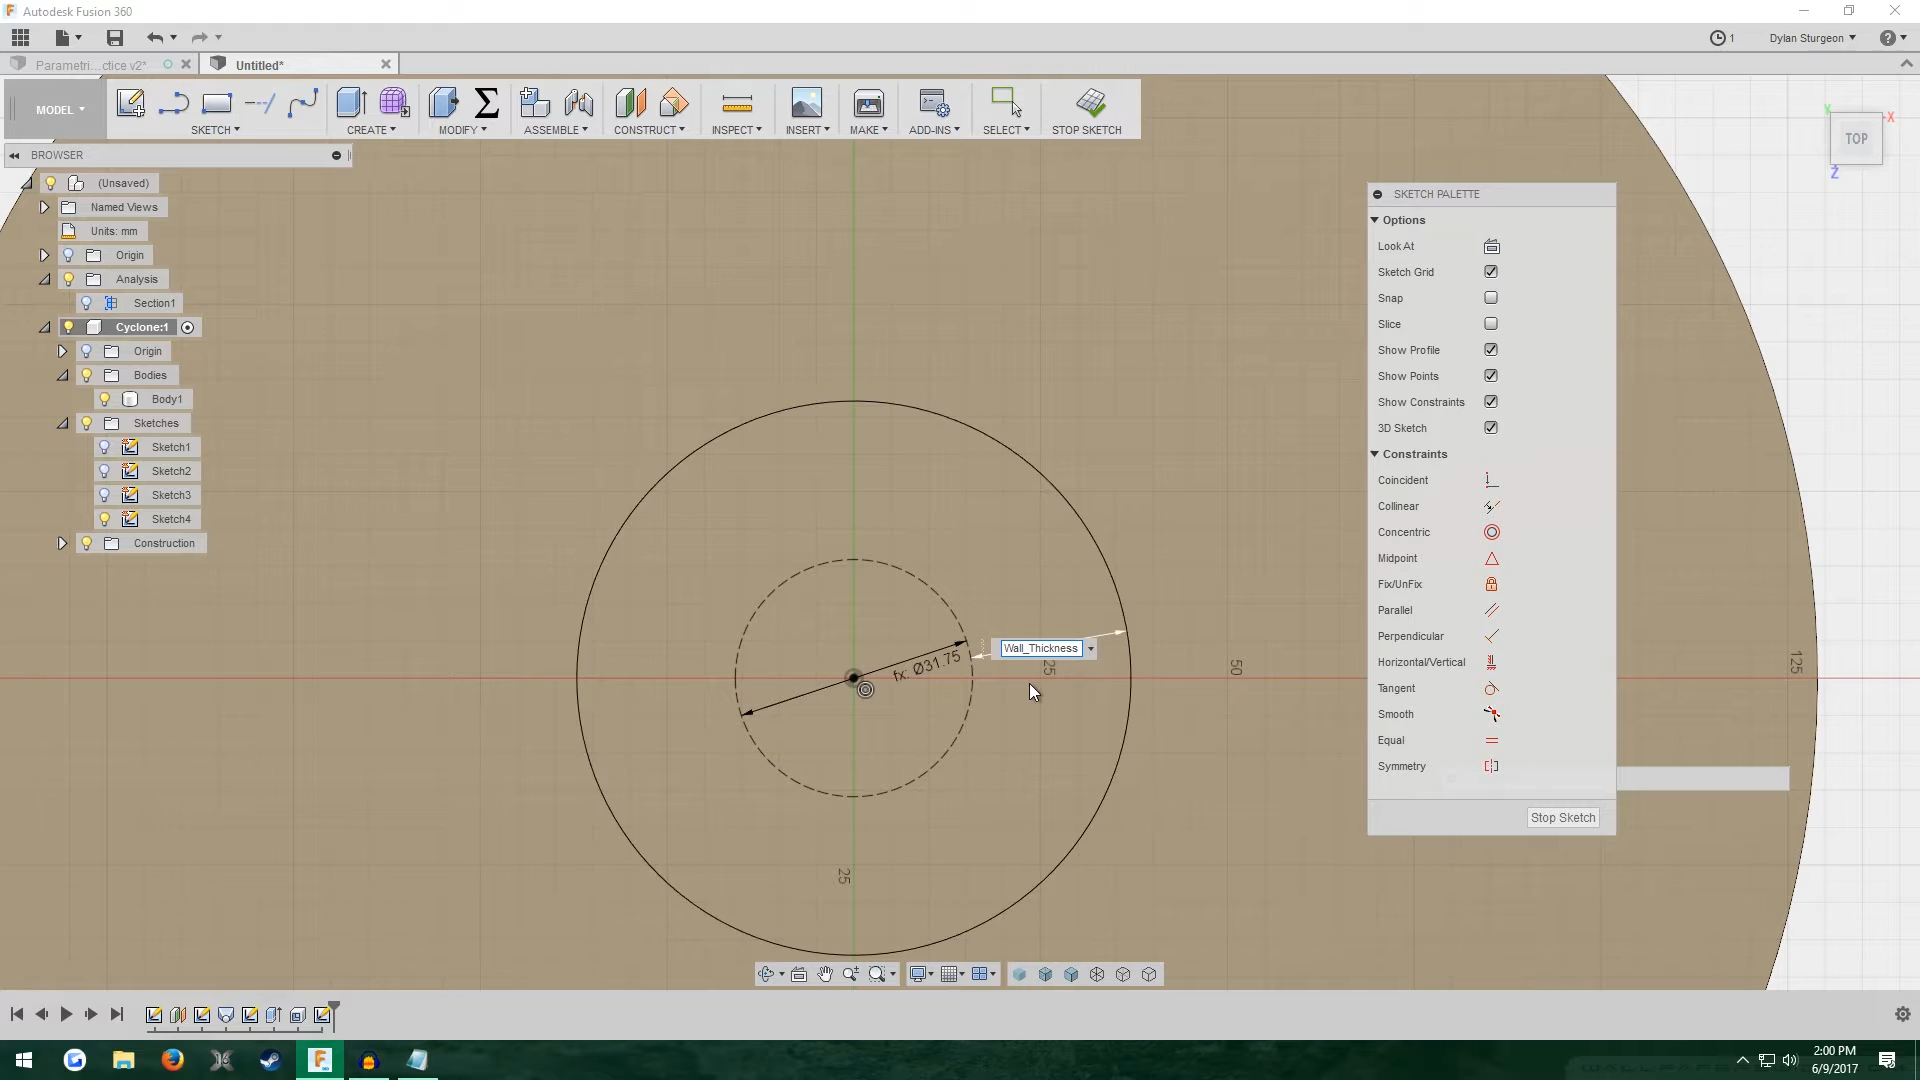 Autodesk Fusion 360
1
Dylan Sturgeon
Parametri...ctice v2*
Untitled*
MODEL
SKETCH
CREATE
MODIFY
ASSEMBLE
CONSTRUCT
INSPECT
INSERT
MAKE
ADD-INS
SELECT
STOP SKETCH
BROWSER
(Unsaved)
Named Views
Units: mm
Origin
Analysis
Section1
Cyclone:1
Origin
Bodies
Body1
Sketches
Sketch1
Sketch2
Sketch3
Sketch4
Construction
Y
X
TOP
Z
SKETCH PALETTE
Options
Look At
Sketch Grid
Snap
Slice
Show Profile
Show Points
Show Constraints
3D Sketch
Constraints
Coincident
Collinear
Concentric
Midpoint
Fix/UnFix
Parallel
Perpendicular
Horizontal/Vertical
Tangent
Smooth
Equal
Symmetry
Stop Sketch
Wall_Thickness
fx: Ø31.75
25
50
125
25
2:00 PM
6/9/2017